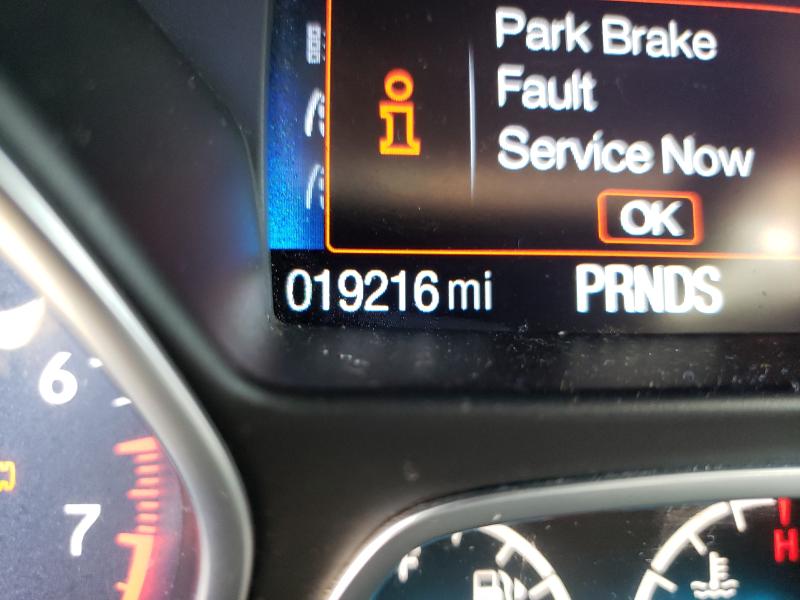 Park Brake
Fault
Service Now
OK
019216 mi PRNDS
6
7
F
H